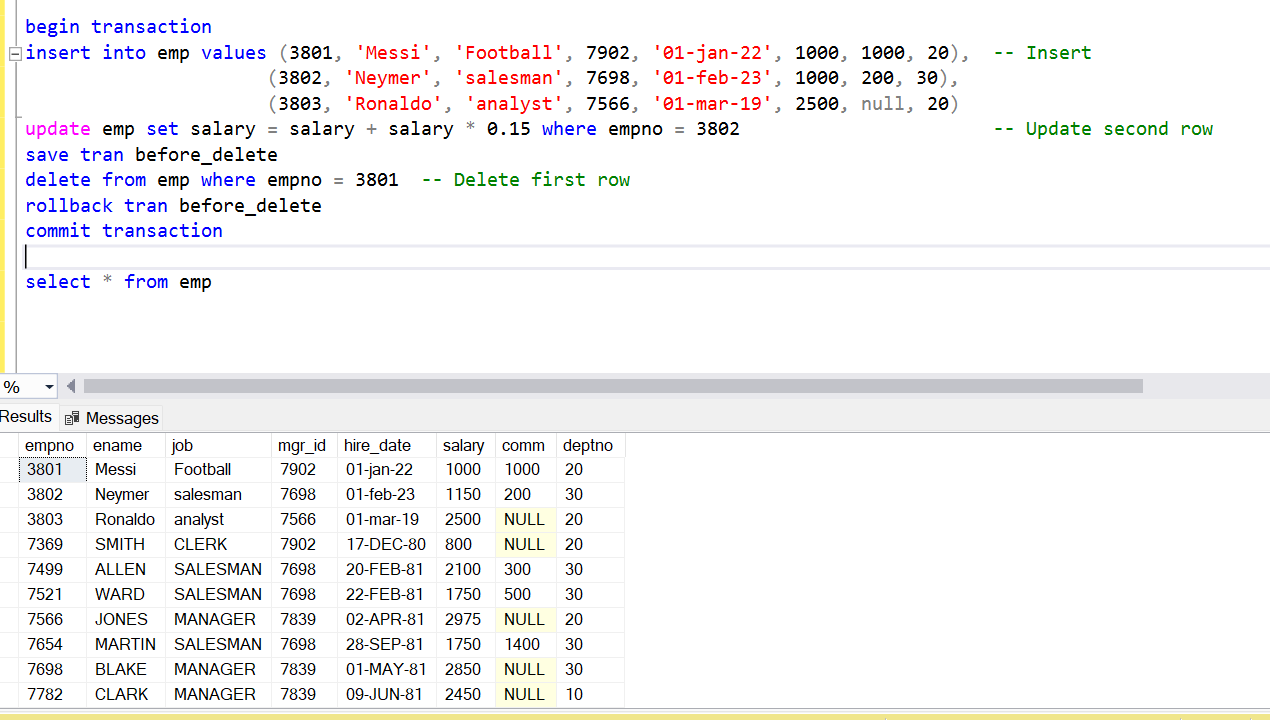 begin transaction
insert into emp values (3801, 'Messi', 'Football', 7902, '01-jan-22', 1000, 1000, 20),  -- Insert
(3802, 'Neymer', 'salesman', 7698, '01-feb-23', 1000, 200, 30),
(3803, 'Ronaldo', 'analyst', 7566, '01-mar-19', 2500, null, 20)
update emp set salary = salary + salary * 0.15 where empno = 3802  -- Update second row
save tran before_delete
delete from emp where empno = 3801  -- Delete first row
rollback tran before_delete
commit transaction
select * from emp
%
Results Messages
empno ename job mgr_id hire_date salary comm deptno
3801 Messi Football 7902 01-jan-22 1000 1000 20
3802 Neymer salesman 7698 01-feb-23 1150 200 30
3803 Ronaldo analyst 7566 01-mar-19 2500 NULL 20
7369 SMITH CLERK 7902 17-DEC-80 800 NULL 20
7499 ALLEN SALESMAN 7698 20-FEB-81 2100 300 30
7521 WARD SALESMAN 7698 22-FEB-81 1750 500 30
7566 JONES MANAGER 7839 02-APR-81 2975 NULL 20
7654 MARTIN SALESMAN 7698 28-SEP-81 1750 1400 30
7698 BLAKE MANAGER 7839 01-MAY-81 2850 NULL 30
7782 CLARK MANAGER 7839 09-JUN-81 2450 NULL 10